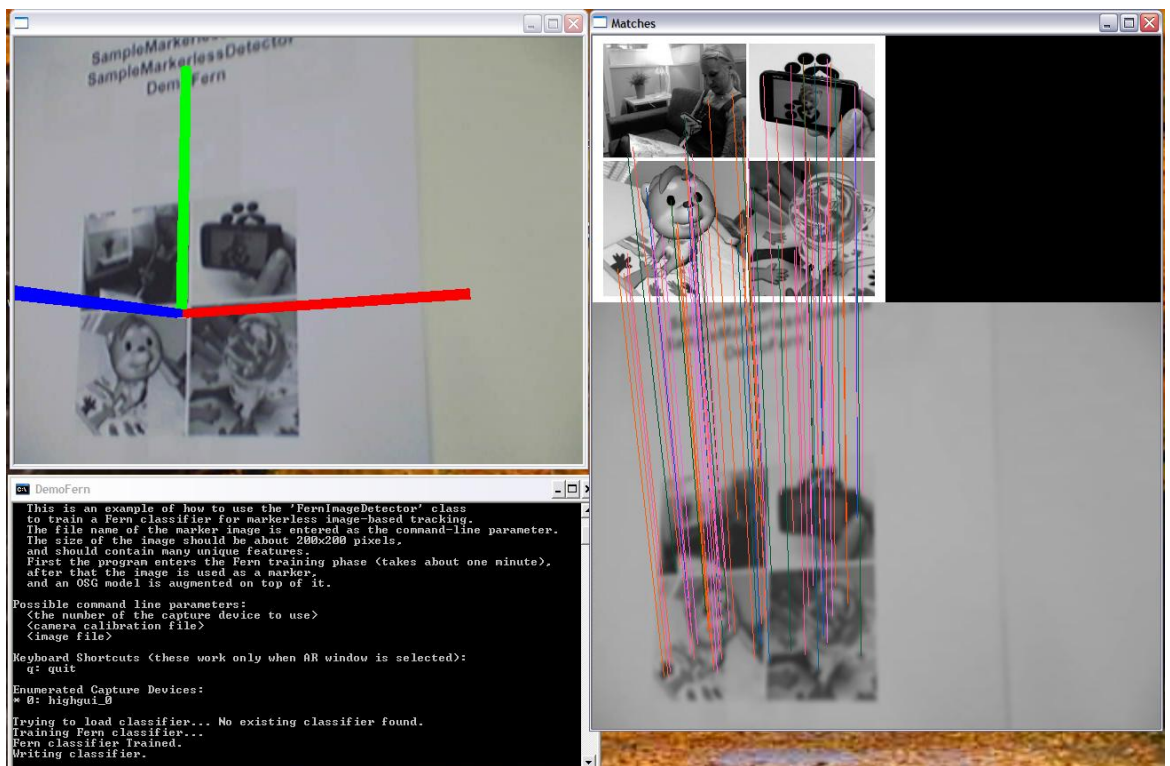 SampleMarkerlessDetector
DemoFern
Matches
DemoFern
This is an example of how to use the 'FernImageDetector' class
to train a Fern classifier for markerless image-based tracking.
The file name of the marker image is entered as the command-line parameter.
The size of the image should be about 200x200 pixels,
and should contain many unique features.
First the program enters the Fern training phase (takes about one minute),
after that the image is used as a marker,
and an OSG model is augmented on top of it.
Possible command line parameters:
<the number of the capture device to use>
<camera calibration file>
<image file>
Keyboard Shortcuts (these work only when AR window is selected):
q: quit
Enumerated Capture Devices:
* 0: highgui_0
Trying to load classifier... No existing classifier found.
Training Fern classifier...
Fern classifier Trained.
Writing classifier.